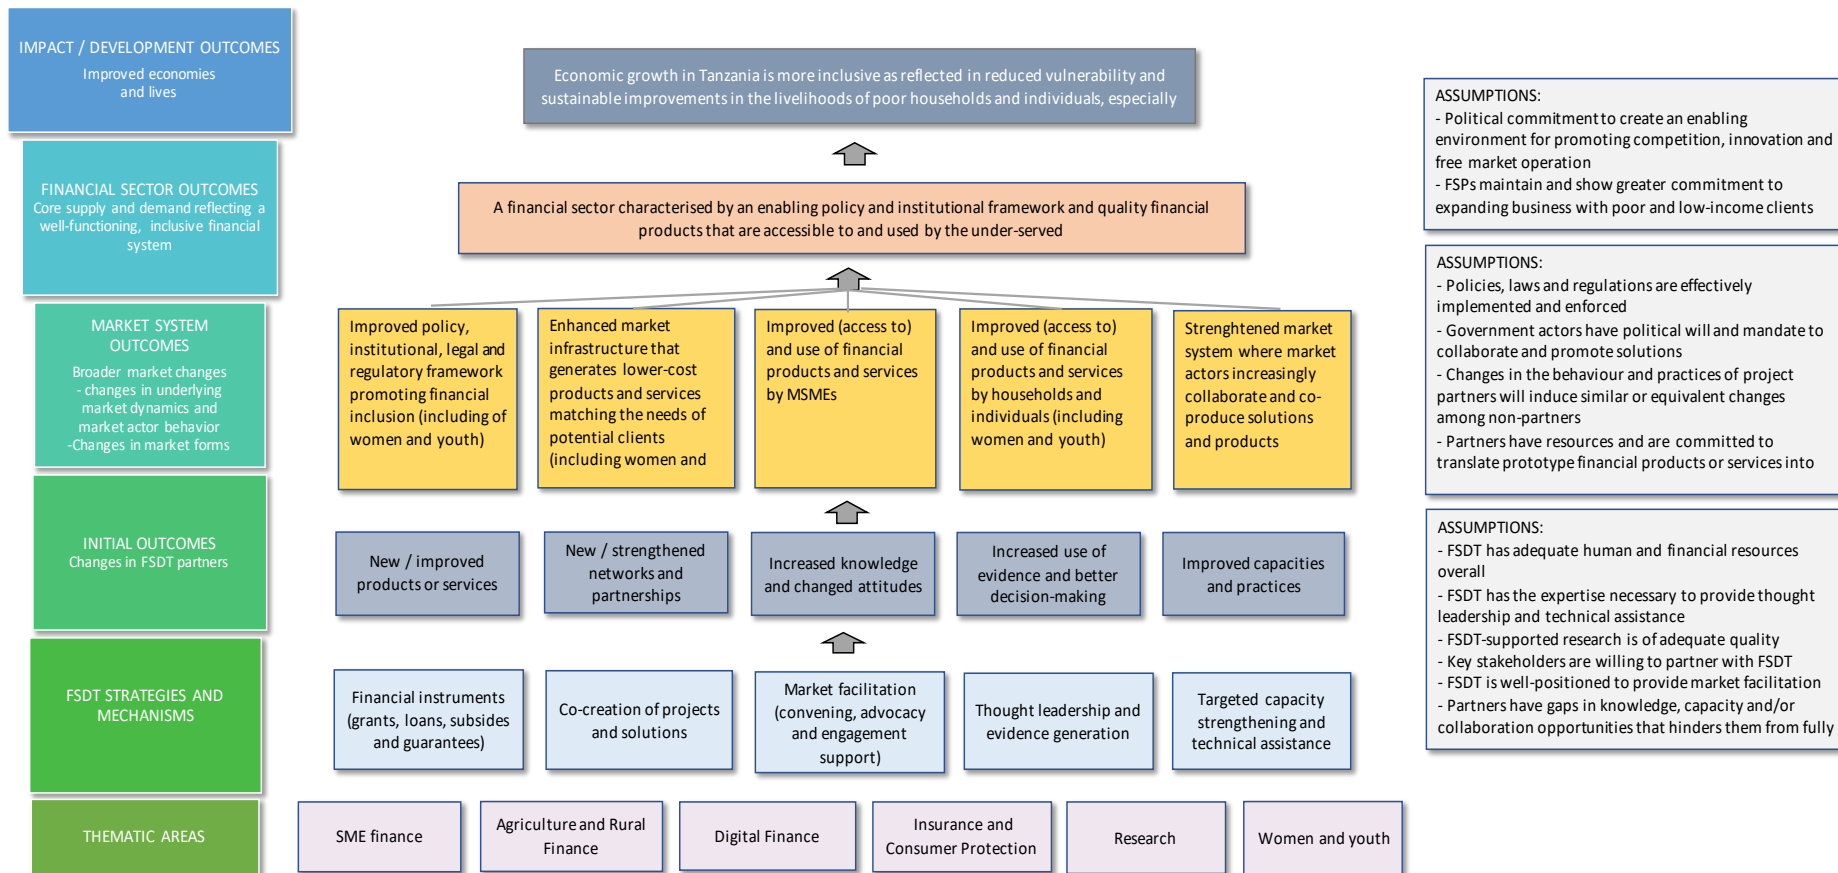 IMPACT / DEVELOPMENT OUTCOMES
Improved economies
and lives
Economic growth in Tanzania is more inclusive as reflected in reduced vulnerability and
sustainable improvements in the livelihoods of poor households and individuals, especially
FINANCIAL SECTOR OUTCOMES
Core supply and demand reflecting a
well-functioning, inclusive financial
system
A financial sector characterised by an enabling policy and institutional framework and quality financial
products that are accessible to and used by the under-served
MARKET SYSTEM
OUTCOMES
Broader market changes
- changes in underlying
market dynamics and
market actor behavior
-Changes in market forms
Improved policy,
institutional, legal and
regulatory framework
promoting financial
inclusion (including of
women and youth)
Enhanced market
infrastructure that
generates lower-cost
products and services
matching the needs of
potential clients
(including women and
Improved (access to)
and use of financial
products and services
by MSMEs
Improved (access to)
and use of financial
products and services
by households and
individuals (including
women and youth)
Strenghtened market
system where market
actors increasingly
collaborate and co-
produce solutions
and products
INITIAL OUTCOMES
Changes in FSDT partners
New / improved
products or services
New / strengthened
networks and
partnerships
Increased knowledge
and changed attitudes
Increased use of
evidence and better
decision-making
Improved capacities
and practices
FSDT STRATEGIES AND
MECHANISMS
Financial instruments
(grants, loans, subsides
and guarantees)
Co-creation of projects
and solutions
Market facilitation
(convening, advocacy
and engagement
support)
Thought leadership and
evidence generation
Targeted capacity
strengthening and
technical assistance
THEMATIC AREAS
SME finance
Agriculture and Rural
Finance
Digital Finance
Insurance and
Consumer Protection
Research
Women and youth
ASSUMPTIONS:
- Political commitment to create an enabling
environment for promoting competition, innovation and
free market operation
- FSPs maintain and show greater commitment to
expanding business with poor and low-income clients
ASSUMPTIONS:
- Policies, laws and regulations are effectively
implemented and enforced
- Government actors have political will and mandate to
collaborate and promote solutions
- Changes in the behaviour and practices of project
partners will induce similar or equivalent changes
among non-partners
- Partners have resources and are committed to
translate prototype financial products or services into
ASSUMPTIONS:
- FSDT has adequate human and financial resources
overall
- FSDT has the expertise necessary to provide thought
leadership and technical assistance
- FSDT-supported research is of adequate quality
- Key stakeholders are willing to partner with FSDT
- FSDT is well-positioned to provide market facilitation
- Partners have gaps in knowledge, capacity and/or
collaboration opportunities that hinders them from fully